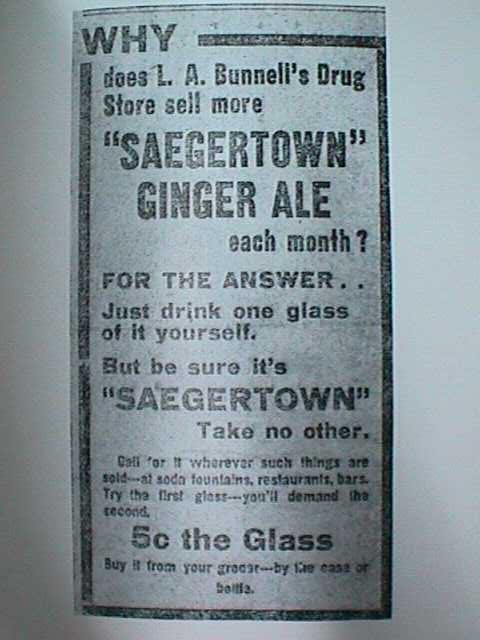 WHY
does L. A. Bunnell's Drug
Store sell more
"SAEGERTOWN"
GINGER ALE
each month?
FOR THE ANSWER..
Just drink one glass
of it yourself.
But be sure it's
"SAEGERTOWN"
Take no other.
Call for it wherever such things are
sold---at soda fountains, restaurants, bars.
Try the first glass---you'll demand the
second.
5c the Glass
Buy it from your grocer---by the case or
bottle.